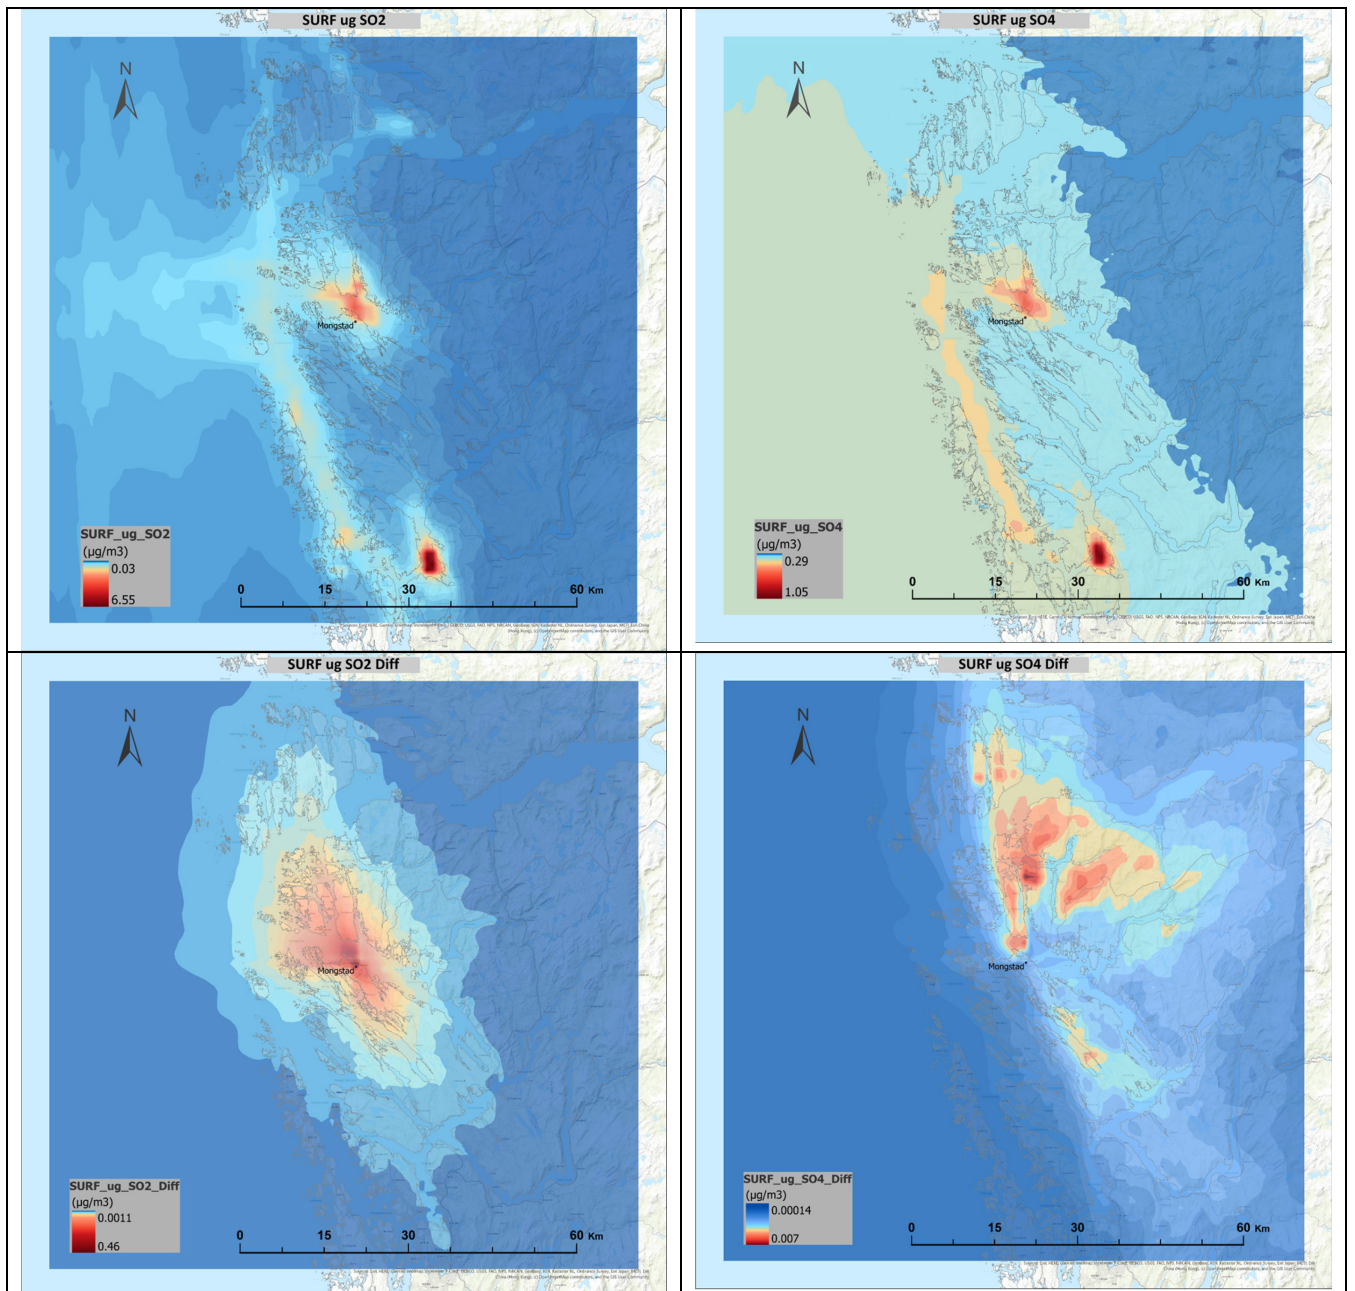 SURF ug SO2
N
Mongstad
SURF_ug_SO2
(µg/m3)
0.03
6.55
0 15 30 60 Km
SURF ug SO4
N
Mongstad
SURF_ug_SO4
(µg/m3)
0.29
1.05
0 15 30 60 Km
SURF ug SO2 Diff
N
Mongstad
SURF_ug_SO2_Diff
(µg/m3)
0.0011
0.46
0 15 30 60 Km
SURF ug SO4 Diff
N
Mongstad
SURF_ug_SO4_Diff
(µg/m3)
0.00014
0.007
0 15 30 60 Km